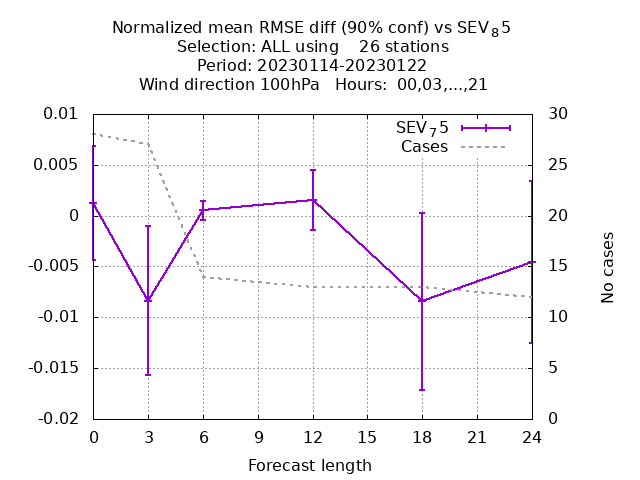 Normalized mean RMSE diff (90% conf) vs SEV₈5
Selection: ALL using    26 stations
Period: 20230114-20230122
Wind direction 100hPa   Hours:  00,03,...,21
SEV₇5
Cases
0.01
0.005
0
-0.005
-0.01
-0.015
-0.02
30
25
20
15
10
5
0
No cases
0 3 6 9 12 15 18 21 24
Forecast length